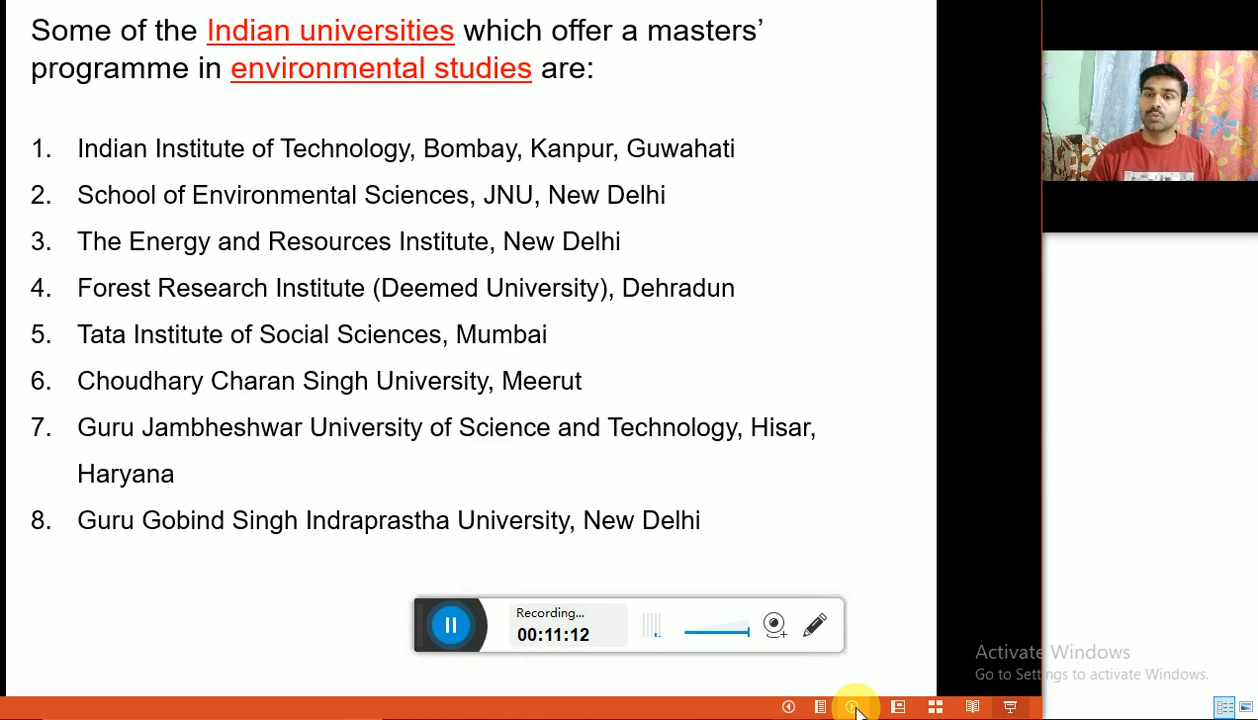 Some of the Indian universities which offer a masters’
programme in environmental studies are:
1. Indian Institute of Technology, Bombay, Kanpur, Guwahati
2. School of Environmental Sciences, JNU, New Delhi
3. The Energy and Resources Institute, New Delhi
4. Forest Research Institute (Deemed University), Dehradun
5. Tata Institute of Social Sciences, Mumbai
6. Choudhary Charan Singh University, Meerut
7. Guru Jambheshwar University of Science and Technology, Hisar,
Haryana
8. Guru Gobind Singh Indraprastha University, New Delhi
Recording...
00:11:12
Activate Windows
Go to Settings to activate Windows.